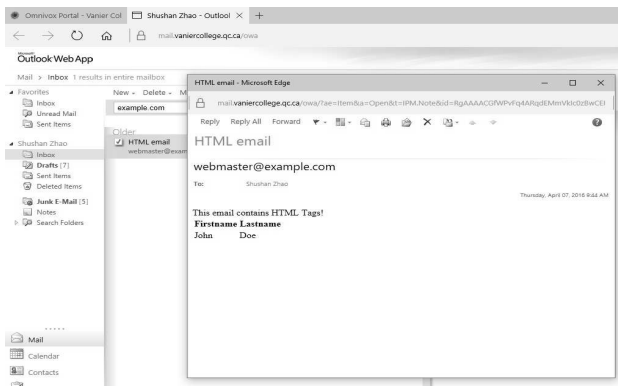 Omnivox Portal - Vanier Col
Shushan Zhao - Outlool
mail.vaniercollege.qc.ca/owa
Microsoft
Outlook Web App
Mail > Inbox 1 results in entire mailbox
Favorites
Inbox
Unread Mail
Sent Items
Shushan Zhao
Inbox
Drafts [7]
Sent Items
Deleted Items
Junk E-Mail [5]
Notes
Search Folders
Mail
Calendar
Contacts
New Delete M
example.com
Older
HTML email
webmaster@exam
HTML email - Microsoft Edge
mail.vaniercollege.qc.ca/owa/?ae=Item&a=Open&t=IPM.Note&id=
Reply Reply All Forward
HTML email
webmaster@example.com
To: Shushan Zhao
Thursday, April 07, 2016 9:44 AM
This email contains HTML Tags!
Firstname Lastname
John Doe